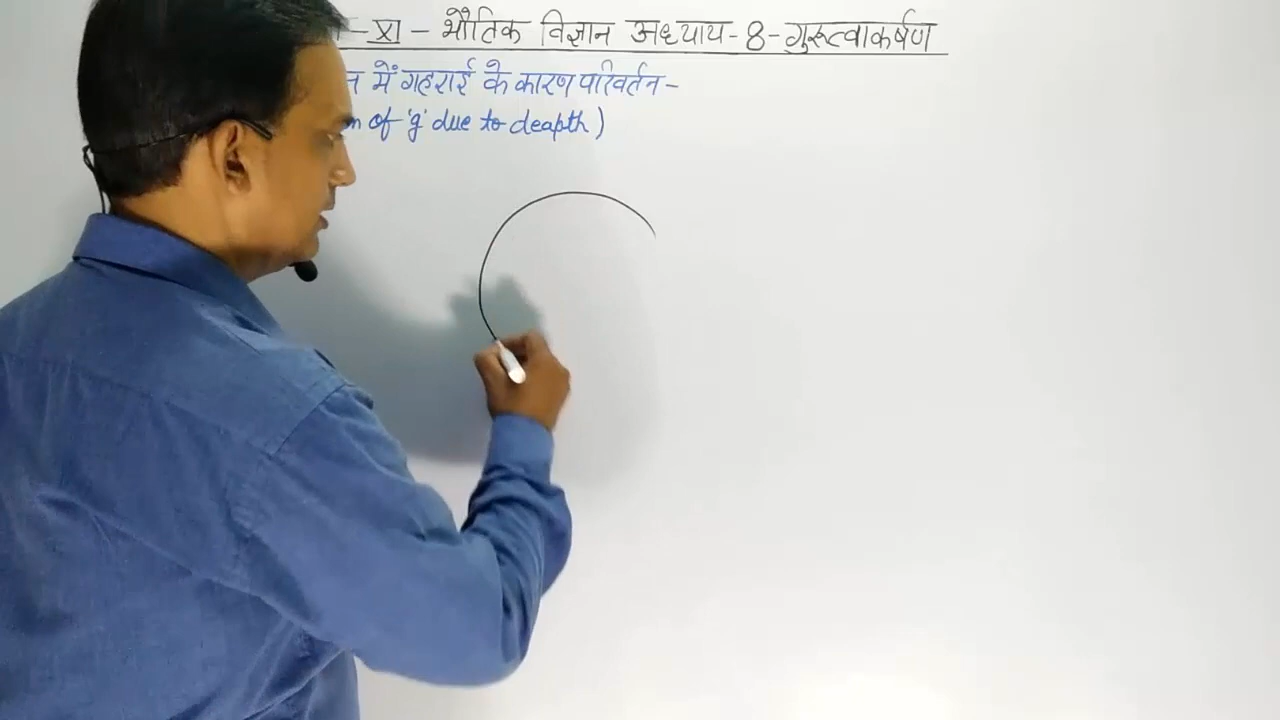 - XI - भौतिक विज्ञान अध्याय - 8 - गुरुत्वाकर्षण
में गहराई के कारण परिवर्तन -
of 'g' due to deapth )